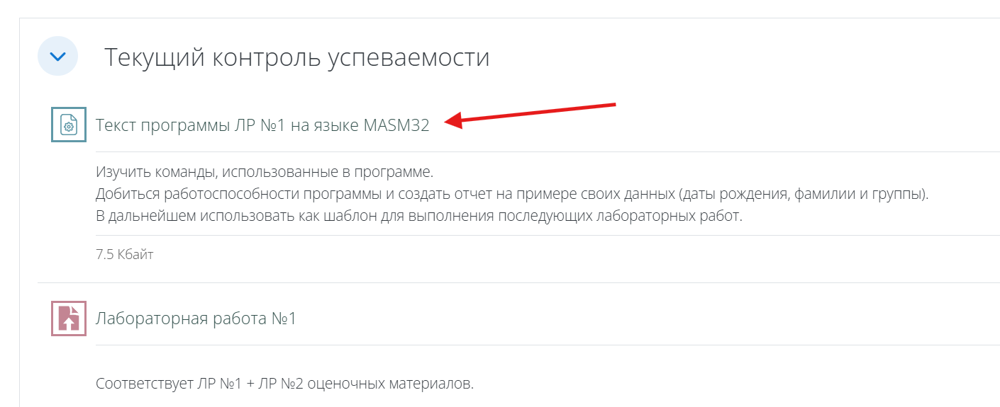 Текущий контроль успеваемости
Текст программы ЛР №1 на языке MASM32
Изучить команды, использованные в программе.
Добиться работоспособности программы и создать отчет на примере своих данных (даты рождения, фамилии и группы).
В дальнейшем использовать как шаблон для выполнения последующих лабораторных работ.
7.5 Кбайт
Лабораторная работа №1
Соответствует ЛР №1 + ЛР №2 оценочных материалов.